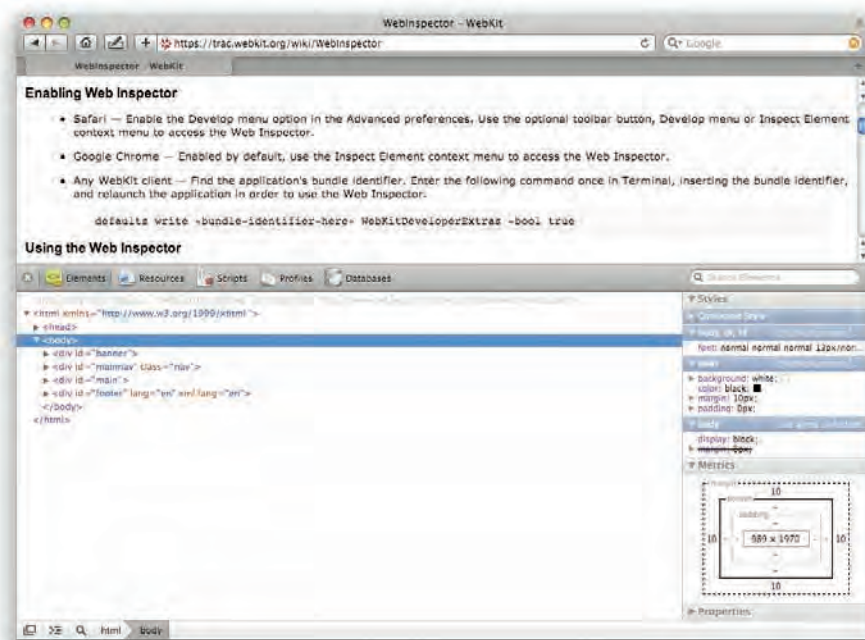 WebInspector – WebKit
https://trac.webkit.org/wiki/WebInspector
Google
WebInspector – WebKit
Enabling Web Inspector
• Safari — Enable the Develop menu option in the Advanced preferences. Use the optional toolbar button, Develop menu or Inspect Element
context menu to access the Web Inspector.
• Google Chrome — Enabled by default, use the Inspect Element context menu to access the Web Inspector.
• Any WebKit client — Find the application's bundle identifier. Enter the following command once in Terminal, inserting the bundle identifier,
and relaunch the application in order to use the Web Inspector.
defaults write <bundle-identifier-here> WebKitDeveloperExtras -bool true
Using the Web Inspector
Elements Resources Scripts Profiles Databases
Search Elements
▼ <html xmlns="http://www.w3.org/1999/xhtml">
▶ <head>
▼ <body>
▶ <div id="banner">
▶ <div id="mainnav" class="nav">
▶ <div id="main">
▶ <div id="footer" lang="en" xml:lang="en">
</body>
</html>
▼ Styles
▶ Computed Style
▼ body, th, td
font: normal normal normal 13px/nor...
▼ body
▶ background: white;
color: black;
▶ margin: 10px;
▶ padding: 0px;
▼ body
display: block;
▶ margin: 8px;
▼ Metrics
margin
10
border
–
padding
–
10 – – 989 x 1970 – – 10
–
–
10
▶ Properties
html body